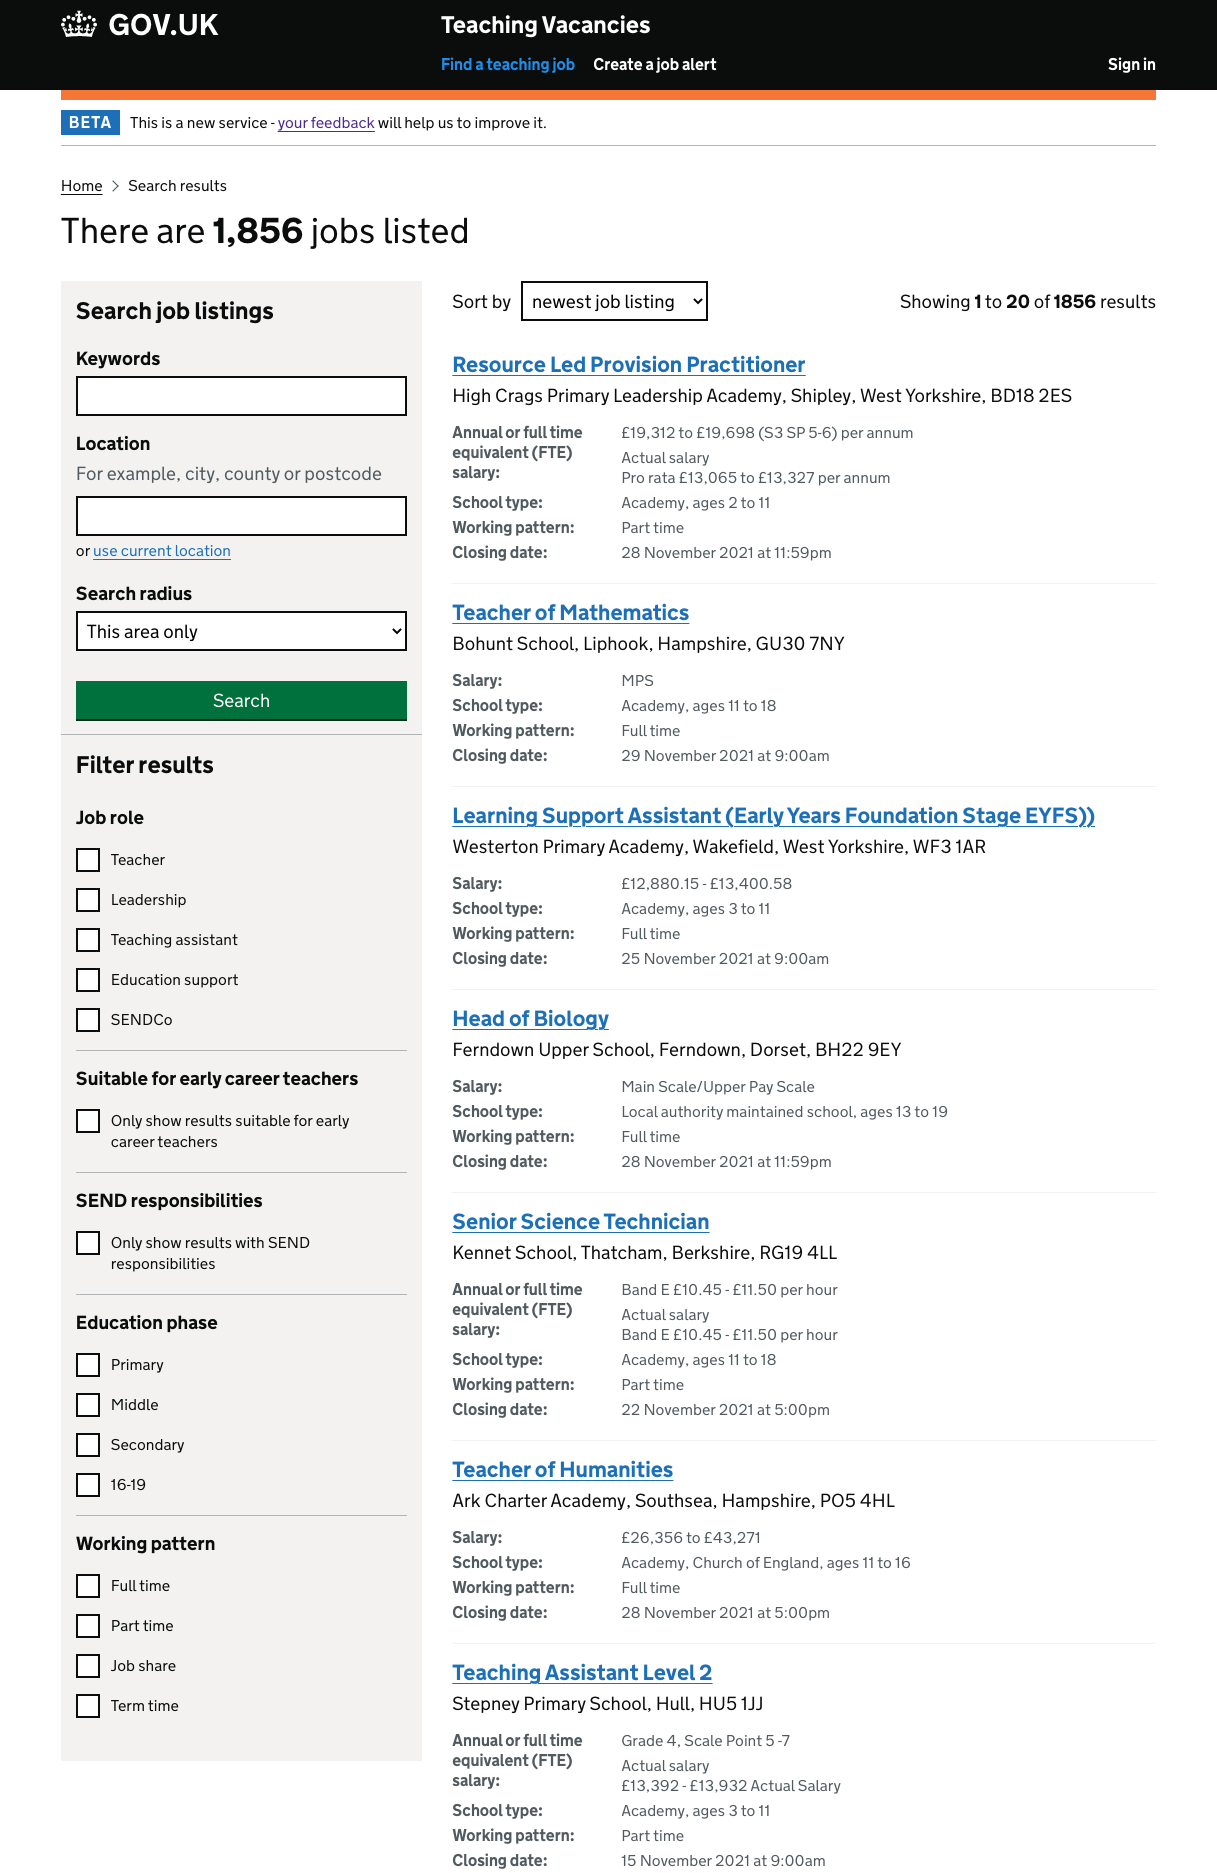 GOV.UK
Teaching Vacancies
Find a teaching job
Create a job alert
Sign in
BETA
This is a new service - your feedback will help us to improve it.
Home
Search results
There are 1,856 jobs listed
Search job listings
Keywords
Location
For example, city, county or postcode
or use current location
Search radius
This area only
Search
Filter results
Job role
Teacher
Leadership
Teaching assistant
Education support
SENDCo
Suitable for early career teachers
Only show results suitable for early
career teachers
SEND responsibilities
Only show results with SEND
responsibilities
Education phase
Primary
Middle
Secondary
16-19
Working pattern
Full time
Part time
Job share
Term time
Sort by newest job listing
Showing 1 to 20 of 1856 results
Resource Led Provision Practitioner
High Crags Primary Leadership Academy, Shipley, West Yorkshire, BD18 2ES
Annual or full time
equivalent (FTE)
salary:
£19,312 to £19,698 (S3 SP 5-6) per annum
Actual salary
Pro rata £13,065 to £13,327 per annum
School type: Academy, ages 2 to 11
Working pattern: Part time
Closing date: 28 November 2021 at 11:59pm
Teacher of Mathematics
Bohunt School, Liphook, Hampshire, GU30 7NY
Salary: MPS
School type: Academy, ages 11 to 18
Working pattern: Full time
Closing date: 29 November 2021 at 9:00am
Learning Support Assistant (Early Years Foundation Stage EYFS))
Westerton Primary Academy, Wakefield, West Yorkshire, WF3 1AR
Salary: £12,880.15 - £13,400.58
School type: Academy, ages 3 to 11
Working pattern: Full time
Closing date: 25 November 2021 at 9:00am
Head of Biology
Ferndown Upper School, Ferndown, Dorset, BH22 9EY
Salary: Main Scale/Upper Pay Scale
School type: Local authority maintained school, ages 13 to 19
Working pattern: Full time
Closing date: 28 November 2021 at 11:59pm
Senior Science Technician
Kennet School, Thatcham, Berkshire, RG19 4LL
Annual or full time
equivalent (FTE)
salary:
Band E £10.45 - £11.50 per hour
Actual salary
Band E £10.45 - £11.50 per hour
School type: Academy, ages 11 to 18
Working pattern: Part time
Closing date: 22 November 2021 at 5:00pm
Teacher of Humanities
Ark Charter Academy, Southsea, Hampshire, PO5 4HL
Salary: £26,356 to £43,271
School type: Academy, Church of England, ages 11 to 16
Working pattern: Full time
Closing date: 28 November 2021 at 5:00pm
Teaching Assistant Level 2
Stepney Primary School, Hull, HU5 1JJ
Annual or full time
equivalent (FTE)
salary:
Grade 4, Scale Point 5 -7
Actual salary
£13,392 - £13,932 Actual Salary
School type: Academy, ages 3 to 11
Working pattern: Part time
Closing date: 15 November 2021 at 9:00am